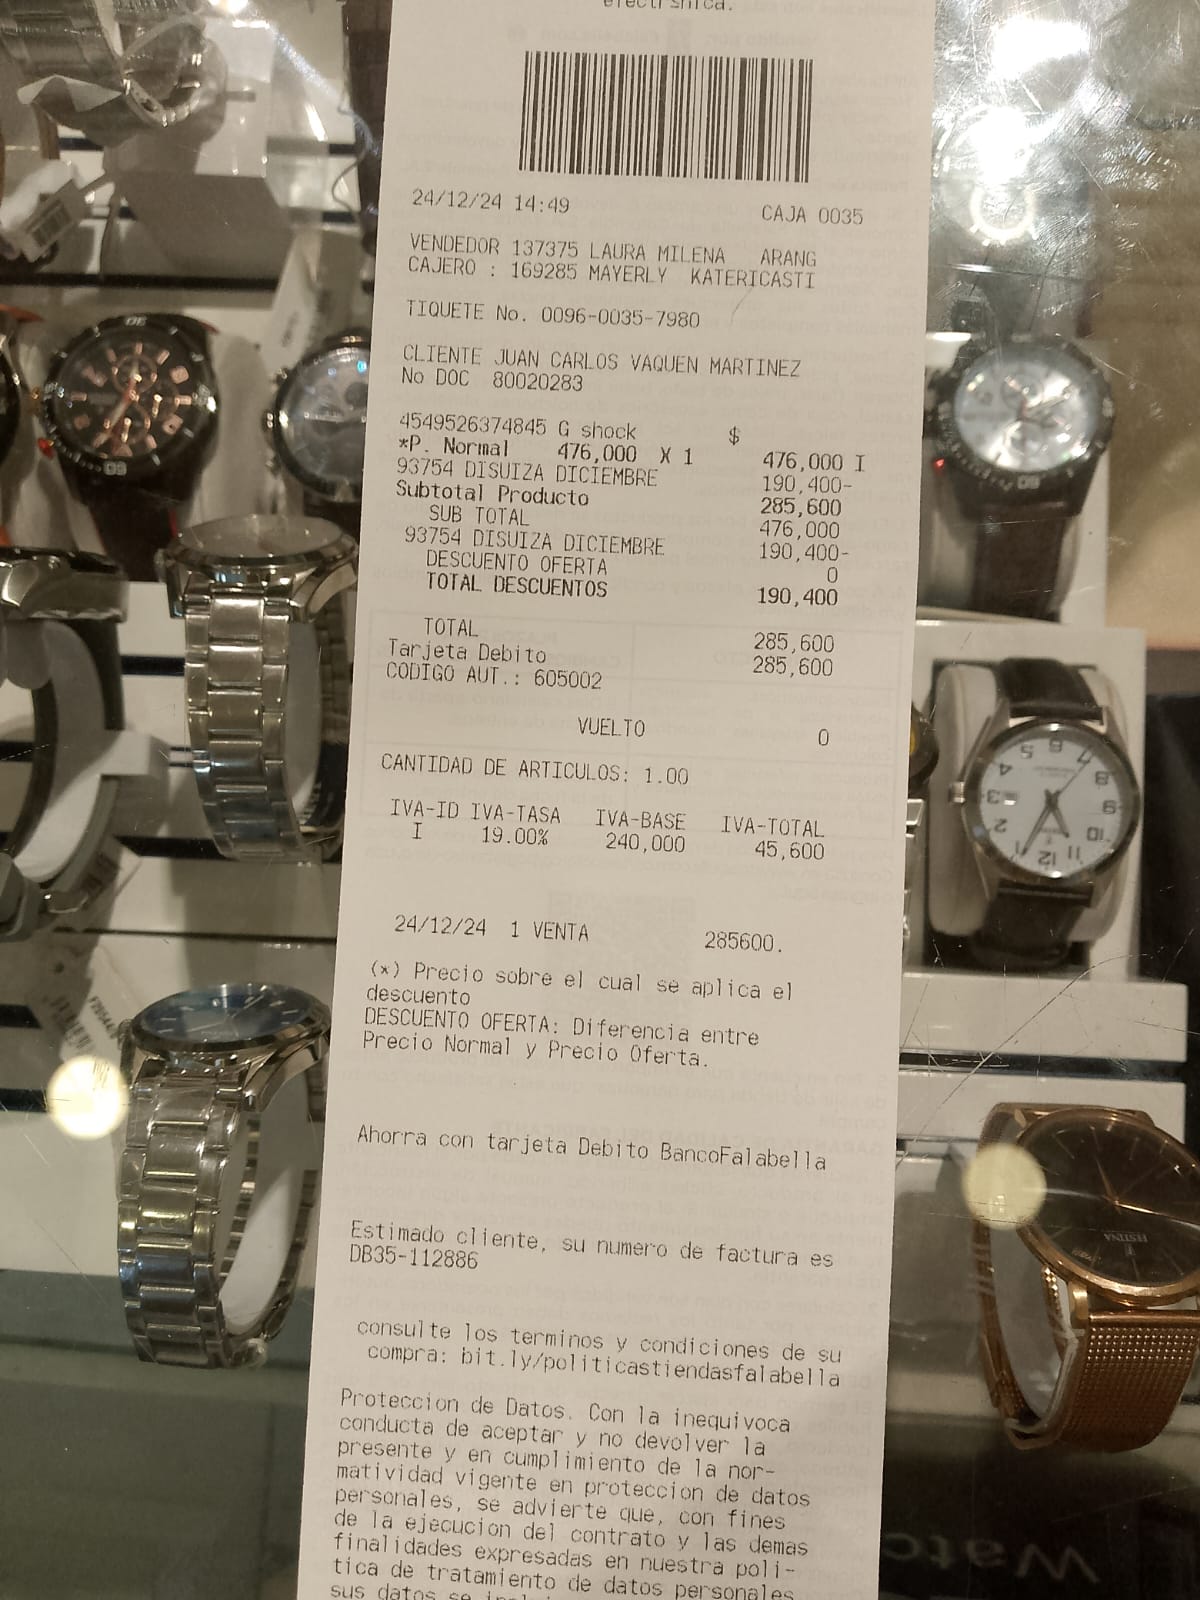 24/12/24 14:49 CAJA 0035
VENDEDOR 137375 LAURA MILENA ARANG
CAJERO : 169285 MAYERLY KATERICASTI
TIQUETE No. 0096-0035-7980
CLIENTE JUAN CARLOS VAQUEN MARTINEZ
No DOC 80020283
4549526374845 G shock $
*P. Normal 476,000 X 1 476,000 I
93754 DISUIZA DICIEMBRE 190,400-
Subtotal Producto 285,600
SUB TOTAL 476,000
93754 DISUIZA DICIEMBRE 190,400-
DESCUENTO OFERTA 0
TOTAL DESCUENTOS 190,400
TOTAL 285,600
Tarjeta Debito 285,600
CODIGO AUT.: 605002
VUELTO 0
CANTIDAD DE ARTICULOS: 1.00
IVA-ID IVA-TASA IVA-BASE IVA-TOTAL
I 19.00% 240,000 45,600
24/12/24 1 VENTA 285600.
(*) Precio sobre el cual se aplica el
descuento
DESCUENTO OFERTA: Diferencia entre
Precio Normal y Precio Oferta.
Ahorra con tarjeta Debito BancoFalabella
Estimado cliente, su numero de factura es
DB35-112886
consulte los terminos y condiciones de su
compra: bit.ly/politicastiendasfalabella
Proteccion de Datos. Con la inequivoca
conducta de aceptar y no devolver la
presente y en cumplimiento de la nor-
matividad vigente en proteccion de datos
personales, se advierte que, con fines
de la ejecucion del contrato y las demas
finalidades expresadas en nuestra poli-
tica de tratamiento de datos personales
sus datos se
FESTINA